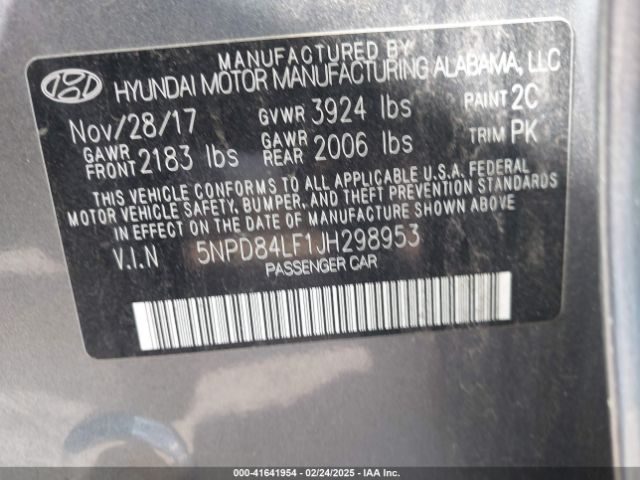 MANUFACTURED BY
HYUNDAI MOTOR MANUFACTURING ALABAMA, LLC
Nov/28/17 GVWR 3924 lbs PAINT 2C
GAWR FRONT 2183 lbs GAWR REAR 2006 lbs TRIM PK
THIS VEHICLE CONFORMS TO ALL APPLICABLE U.S.A. FEDERAL
MOTOR VEHICLE SAFETY, BUMPER, AND THEFT PREVENTION STANDARDS
IN EFFECT ON THE DATE OF MANUFACTURE SHOWN ABOVE.
V.I.N 5NPD84LF1JH298953
PASSENGER CAR
000-41641954 - 02/24/2025 - IAA Inc.